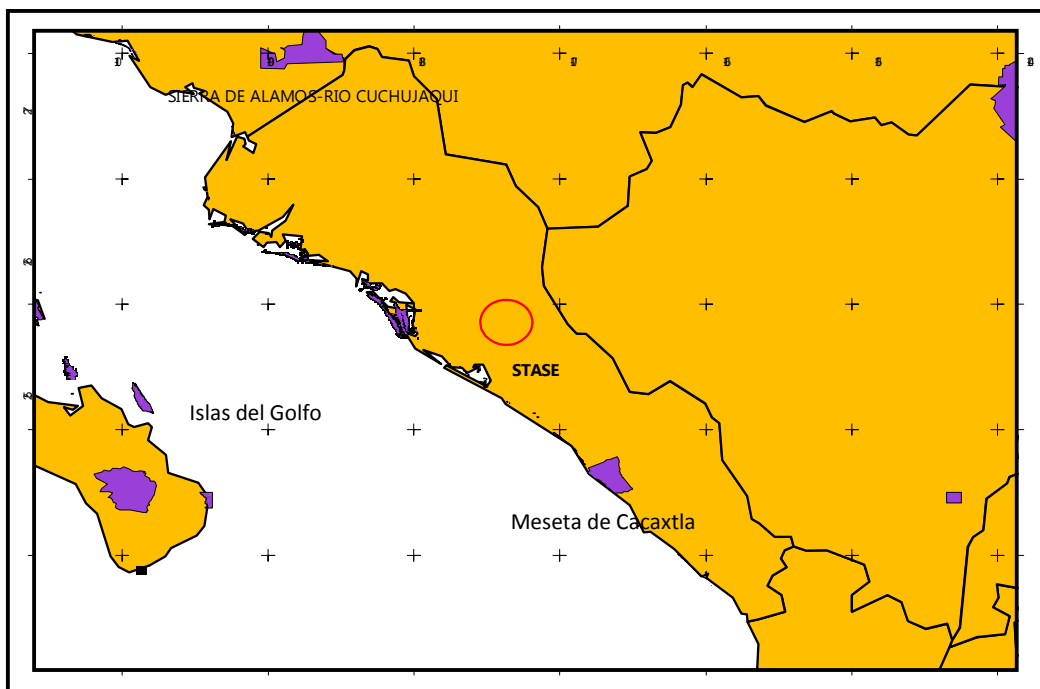 SIERRA DE ALAMOS-RIO CUCHUJAQUI
STASE
Islas del Golfo
Meseta de Cacaxtla